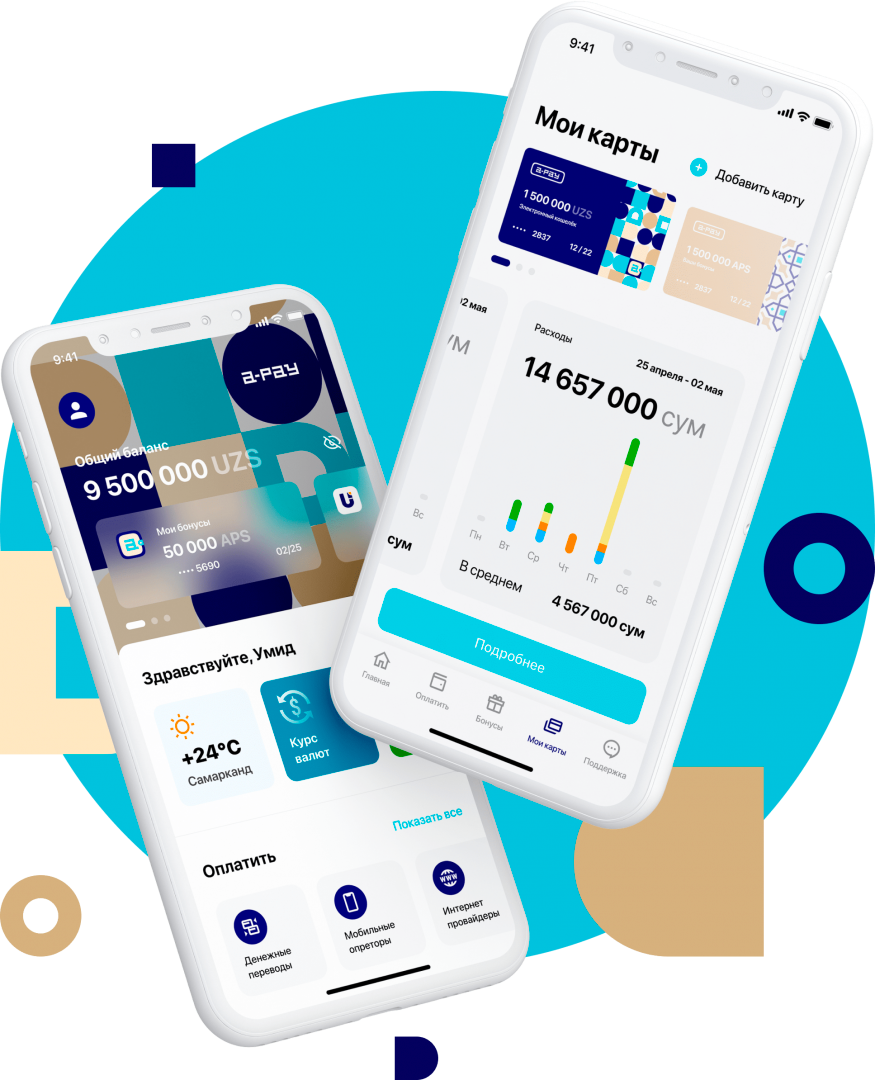 9:41
Мои карты
Добавить карту
a-pay
1 500 000 UZS
Электронный кошелёк
•••• 2837 12 / 22
a-pay
1 500 000 APS
•••• 2837 12 / 22
02 мая
Расходы
25 апреля - 02 мая
14 657 000 сум
Вс
Пн
Вт
Ср
Чт
Пт
Сб
Вс
сум
В среднем
4 567 000 сум
Подробнее
Главная
Оплатить
Бонусы
Мои карты
Поддержка
9:41
a-pay
Общий баланс
9 500 000 UZS
Мои бонусы
50 000 APS
•••• 5690 02/25
Здравствуйте, Умид
+24°C
Самарканд
Курс
валют
Показать все
Оплатить
Денежные
переводы
Мобильные
опреторы
www
Интернет
провайдеры